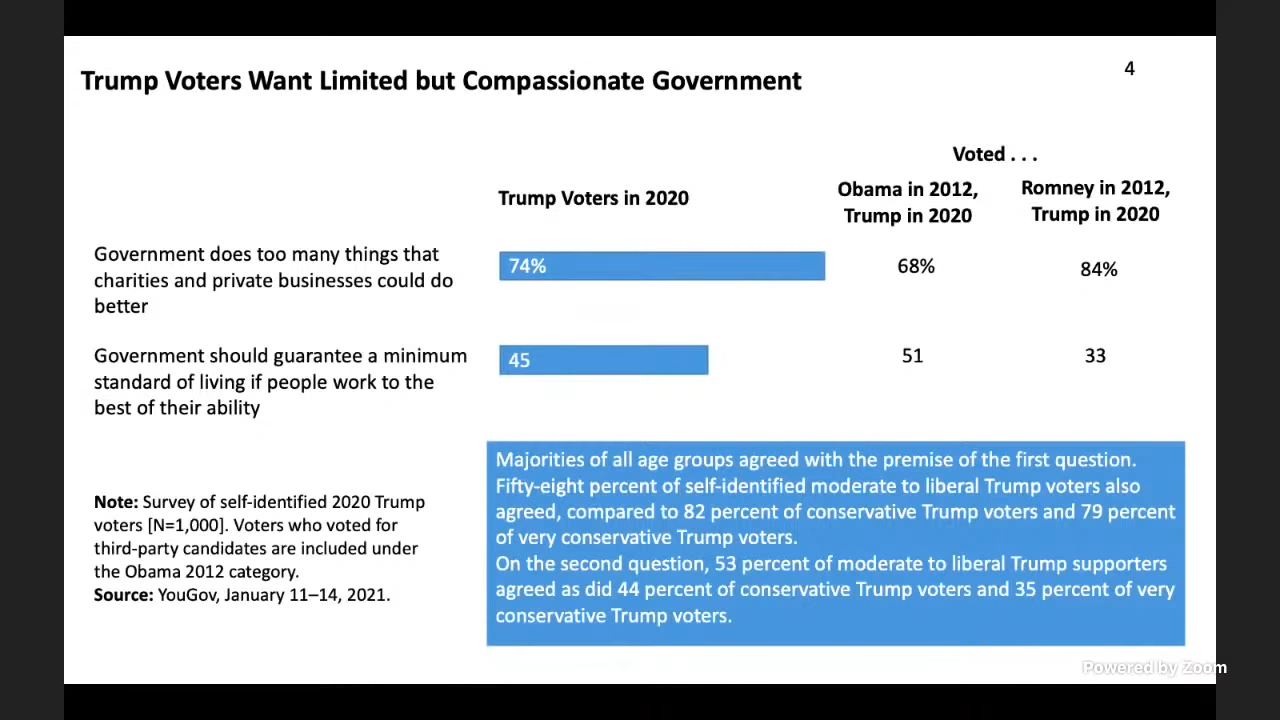 Trump Voters Want Limited but Compassionate Government
4
Voted . . .
Trump Voters in 2020
Obama in 2012,
Trump in 2020
Romney in 2012,
Trump in 2020
Government does too many things that
charities and private businesses could do
better
74%
68%
84%
Government should guarantee a minimum
standard of living if people work to the
best of their ability
45
51
33
Note: Survey of self-identified 2020 Trump
voters [N=1,000]. Voters who voted for
third-party candidates are included under
the Obama 2012 category.
Source: YouGov, January 11–14, 2021.
Majorities of all age groups agreed with the premise of the first question.
Fifty-eight percent of self-identified moderate to liberal Trump voters also
agreed, compared to 82 percent of conservative Trump voters and 79 percent
of very conservative Trump voters.
On the second question, 53 percent of moderate to liberal Trump supporters
agreed as did 44 percent of conservative Trump voters and 35 percent of very
conservative Trump voters.
Powered by Zoom